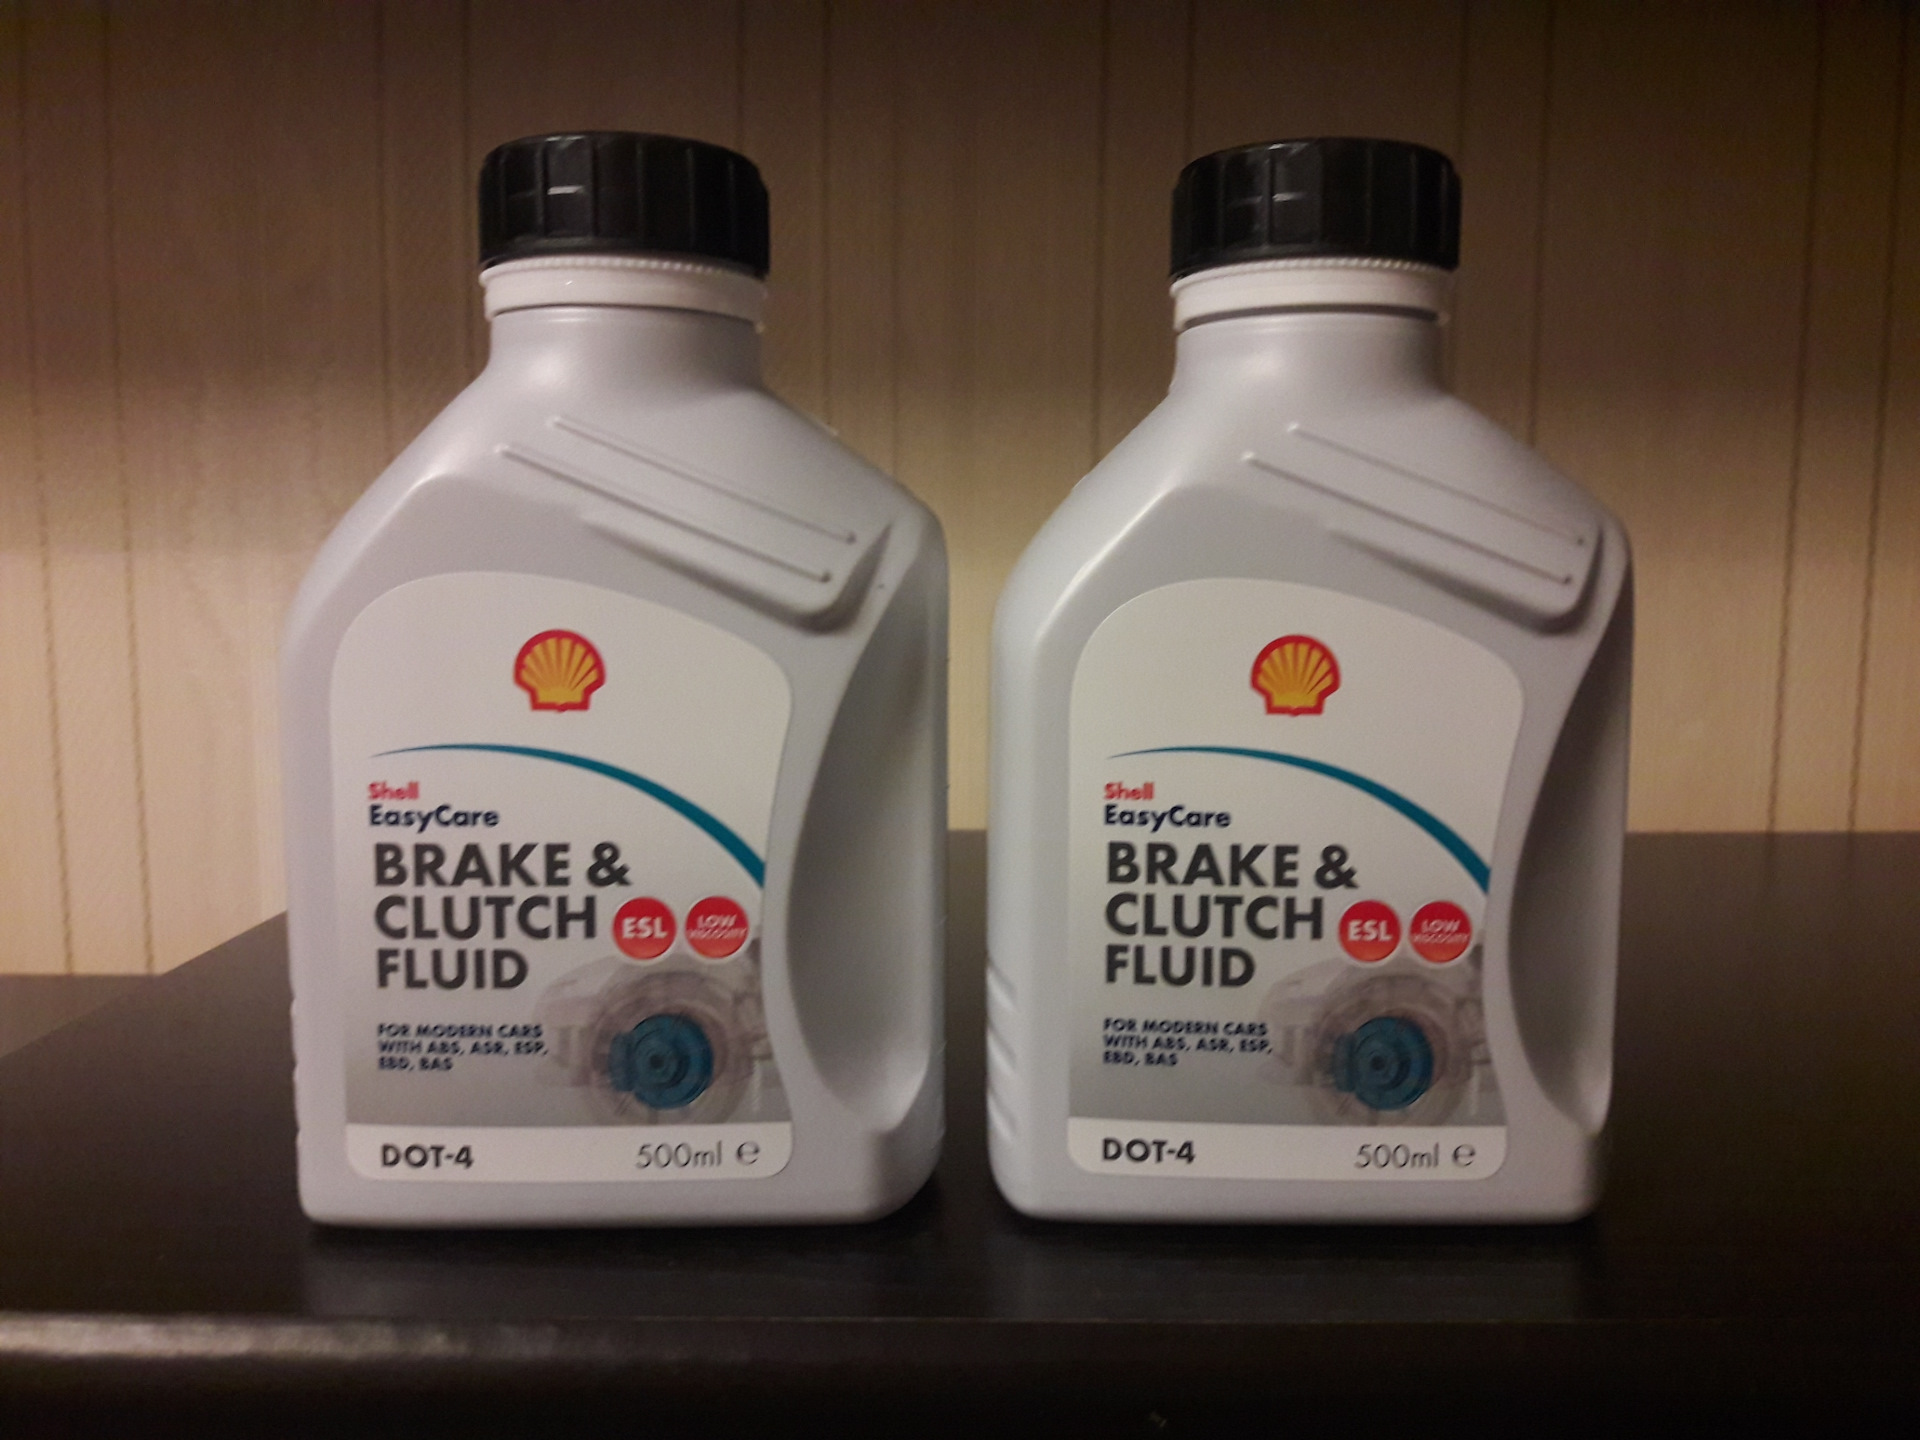 Shell
EasyCare
BRAKE &
CLUTCH
FLUID
ESL
LOW
VISCOSITY
FOR MODERN CARS
WITH ABS, ASR, ESP,
EBD, BAS
DOT-4
500ml e
Shell
EasyCare
BRAKE &
CLUTCH
FLUID
ESL
LOW
VISCOSITY
FOR MODERN CARS
WITH ABS, ASR, ESP,
EBD, BAS
DOT-4
500ml e